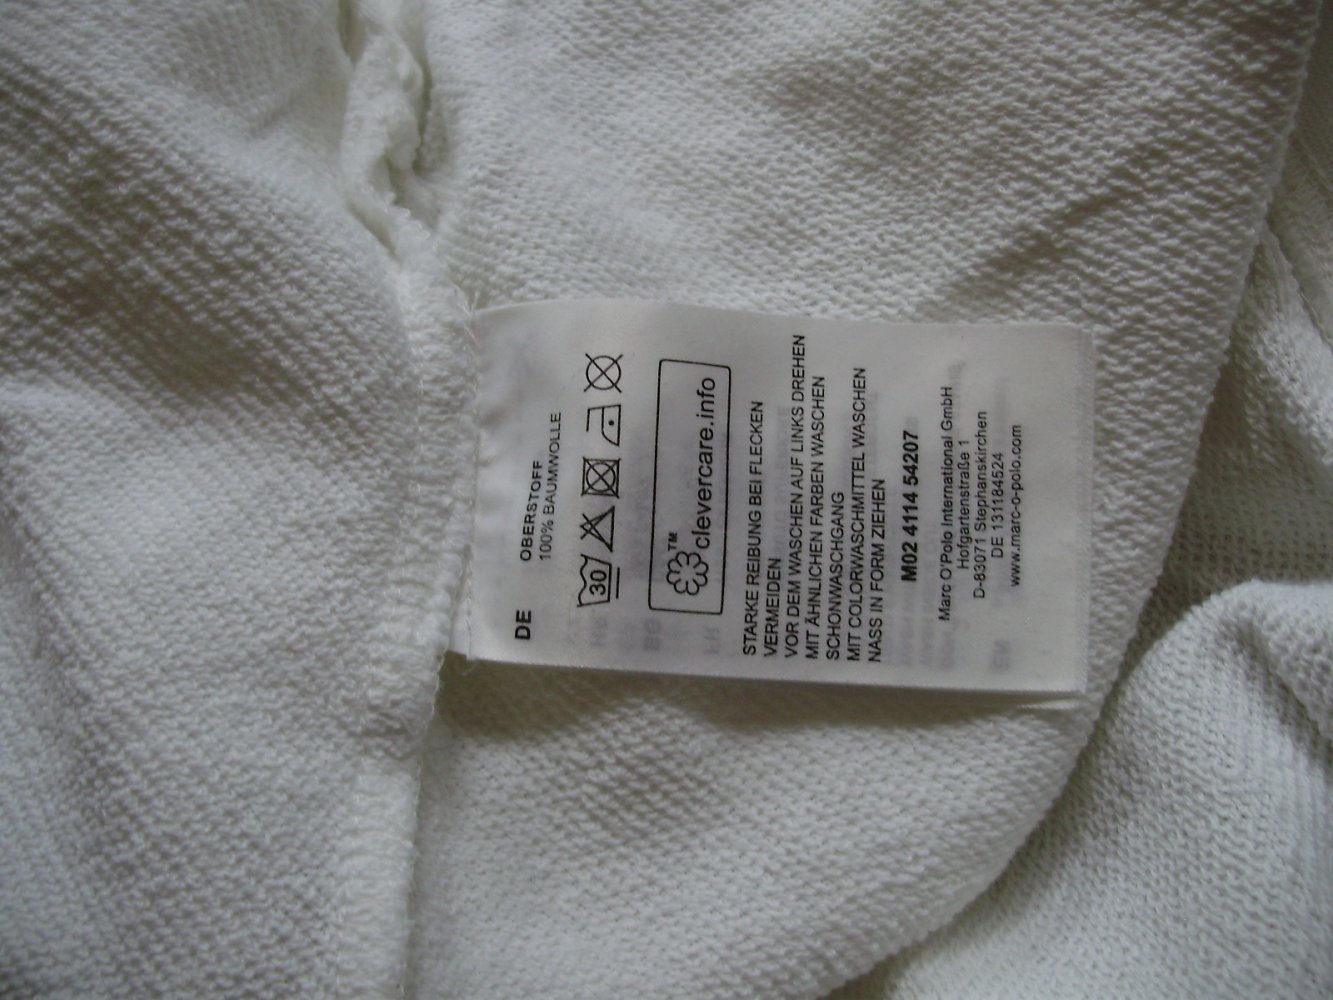 DE
OBERSTOFF
100% BAUMWOLLE
30
clevercare.info
STARKE REIBUNG BEI FLECKEN
VERMEIDEN
VOR DEM WASCHEN AUF LINKS DREHEN
MIT ÄHNLICHEN FARBEN WASCHEN
SCHONWASCHGANG
MIT COLORWASCHMITTEL WASCHEN
NASS IN FORM ZIEHEN
M02 4114 54207
Marc O'Polo International GmbH
Hofgartenstraße 1
D-83071 Stephanskirchen
DE 131184524
www.marc-o-polo.com